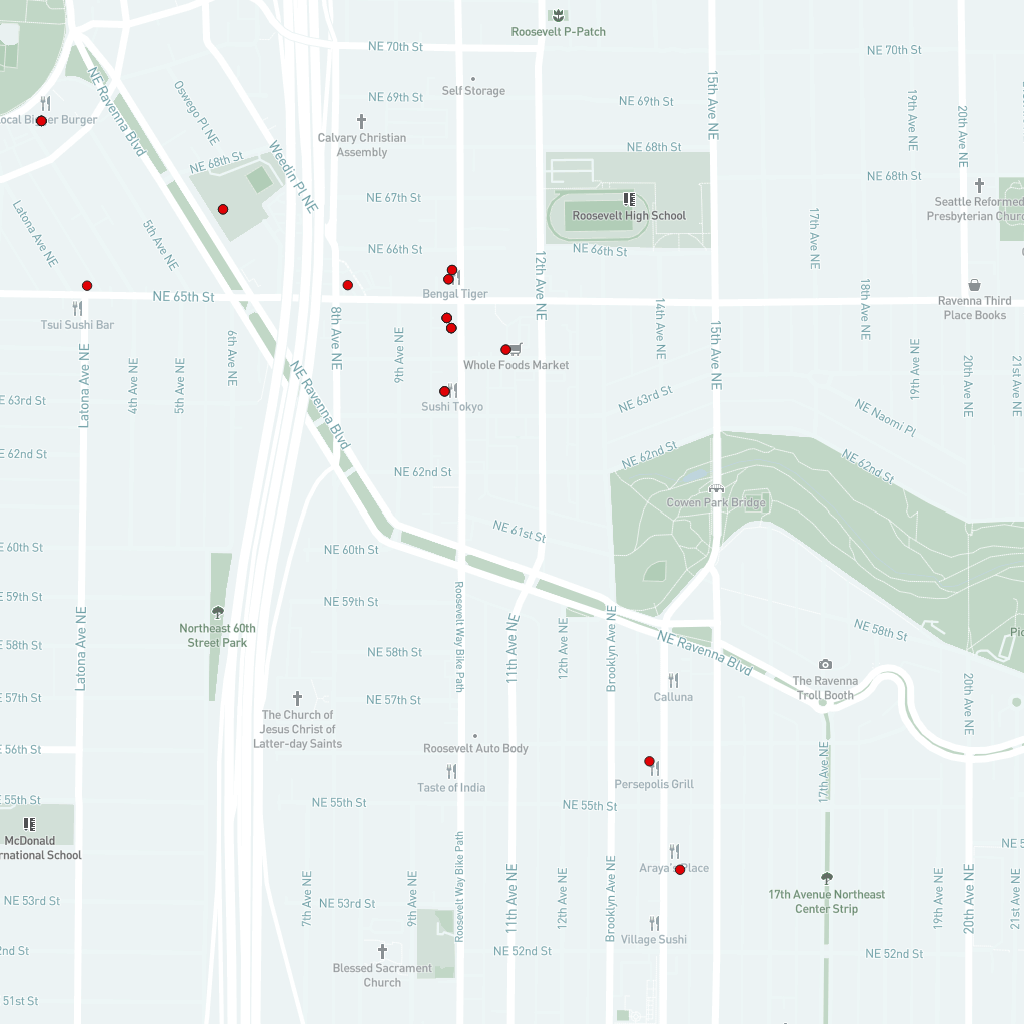 Roosevelt P-Patch
NE 70th St
NE 70th St
NE Ravenna Blvd
Oswego Pl NE
Self Storage
15th Ave NE
NE 69th St
NE 69th St
19th Ave NE
20th Ave NE
Burger
Calvary Christian
Assembly
NE 68th St
NE 68th St
NE 68th St
Weedin Pl NE
NE 67th St
Seattle Reformed
Presbyterian Church
Roosevelt High School
Latona Ave NE
5th Ave NE
17th Ave NE
NE 66th St
NE 66th St
12th Ave NE
NE 65th St
Bengal Tiger
18th Ave NE
Ravenna Third
Place Books
Tsui Sushi Bar
8th Ave NE
14th Ave NE
15th Ave NE
6th Ave NE
9th Ave NE
Whole Foods Market
Latona Ave NE
4th Ave NE
5th Ave NE
19th Ave NE
20th Ave NE
21st Ave NE
NE 63rd St
Sushi Tokyo
NE 63rd St
NE Naomi Pl
NE Ravenna Blvd
E 62nd St
NE 62nd St
NE 62nd St
NE 62nd St
Cowen Park Bridge
NE 61st St
E 60th St
NE 60th St
E 59th St
NE 59th St
Roosevelt Way Bike Path
Northeast 60th
Street Park
Latona Ave NE
11th Ave NE
12th Ave NE
Brooklyn Ave NE
NE 58th St
NE 58th St
E 58th St
NE Ravenna Blvd
The Ravenna
Troll Booth
Calluna
20th Ave NE
E 57th St
NE 57th St
The Church of
Jesus Christ of
Latter-day Saints
Roosevelt Auto Body
E 56th St
17th Ave NE
Taste of India
Persepolis Grill
E 55th St
NE 55th St
NE 55th St
McDonald
rnational School
Araya's Place
NE 5
Roosevelt Way Bike Path
11th Ave NE
12th Ave NE
Brooklyn Ave NE
7th Ave NE
9th Ave NE
17th Avenue Northeast
Center Strip
19th Ave NE
20th Ave NE
21st Ave NE
NE 53rd St
NE 53rd St
Village Sushi
2nd St
NE 52nd St
NE 52nd St
Blessed Sacrament
Church
51st St